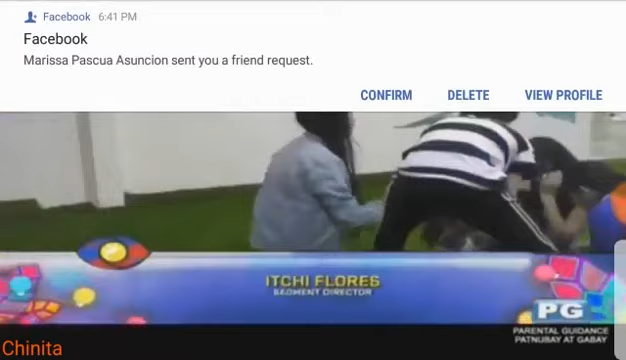 Facebook 6:41 PM
Facebook
Marissa Pascua Asuncion sent you a friend request.
CONFIRM DELETE VIEW PROFILE
ITCHI FLORES
SEGMENT DIRECTOR
PG
PARENTAL GUIDANCE
PATNUBAY AT GABAY
Chinita